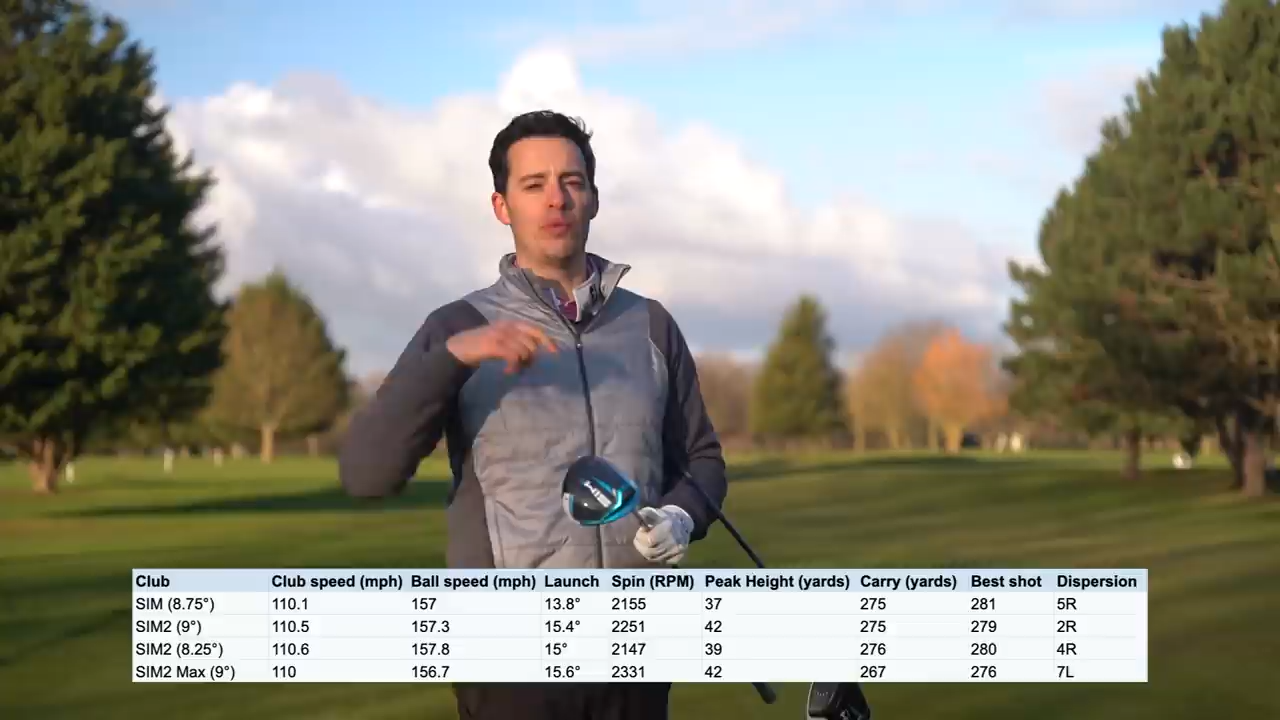 Club Club speed (mph) Ball speed (mph) Launch Spin (RPM) Peak Height (yards) Carry (yards) Best shot Dispersion
SIM (8.75°) 110.1 157 13.8° 2155 37 275 281 5R
SIM2 (9°) 110.5 157.3 15.4° 2251 42 275 279 2R
SIM2 (8.25°) 110.6 157.8 15° 2147 39 276 280 4R
SIM2 Max (9°) 110 156.7 15.6° 2331 42 267 276 7L